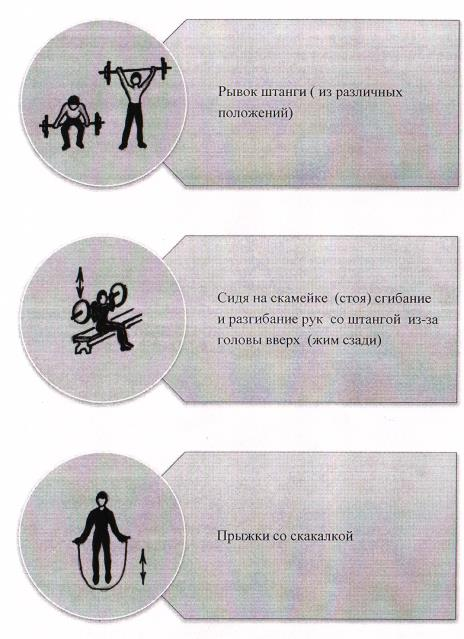 Рывок штанги ( из различных
положений)
Сидя на скамейке (стоя) сгибание
и разгибание рук со штангой из-за
головы вверх (жим сзади)
Прыжки со скакалкой